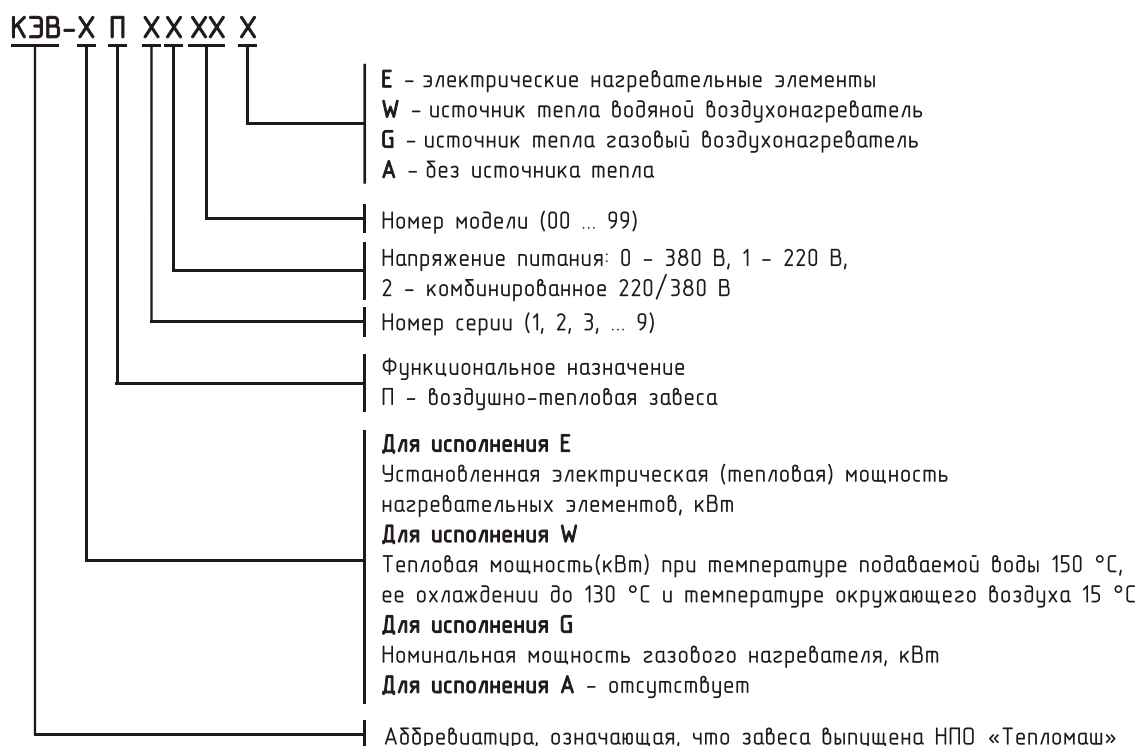 КЭВ-Х П Х Х ХХ Х
E – электрические нагревательные элементы
W – источник тепла водяной воздухонагреватель
G – источник тепла газовый воздухонагреватель
A – без источника тепла
Номер модели (00 ... 99)
Напряжение питания: 0 – 380 В, 1 – 220 В,
2 – комбинированное 220/380 В
Номер серии (1, 2, 3, ... 9)
Функциональное назначение
П – воздушно-тепловая завеса
Для исполнения E
Установленная электрическая (тепловая) мощность
нагревательных элементов, кВт
Для исполнения W
Тепловая мощность(кВт) при температуре подаваемой воды 150 °С,
ее охлаждении до 130 °С и температуре окружающего воздуха 15 °С
Для исполнения G
Номинальная мощность газового нагревателя, кВт
Для исполнения A – отсутствует
Аббревиатура, означающая, что завеса выпущена НПО «Тепломаш»